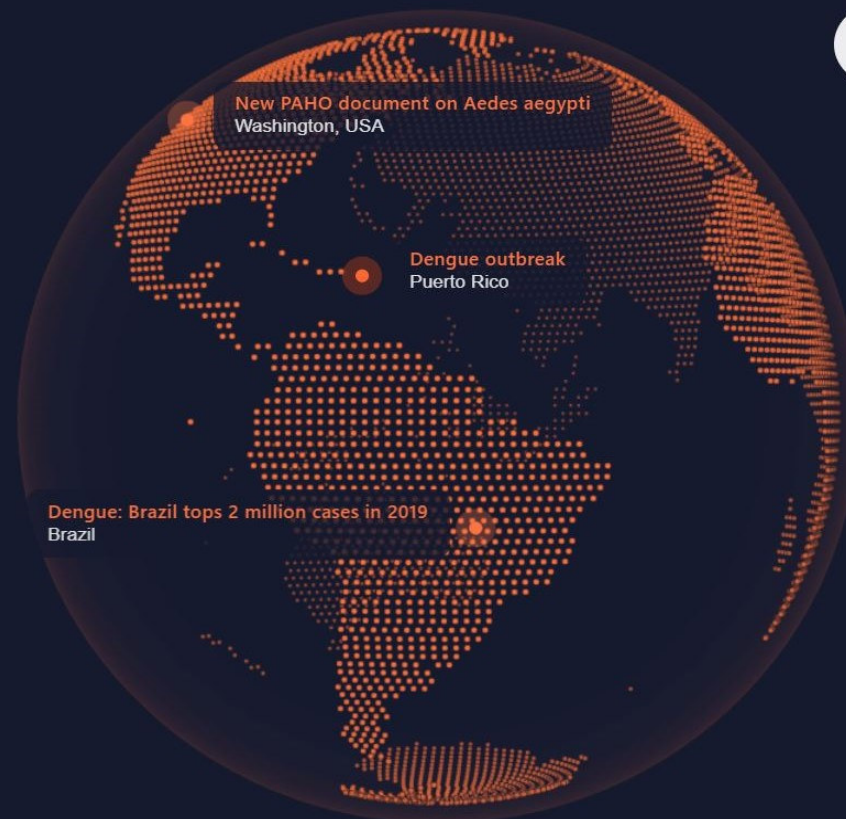 New PAHO document on Aedes aegypti
Washington, USA
Dengue outbreak
Puerto Rico
Dengue: Brazil tops 2 million cases in 2019
Brazil